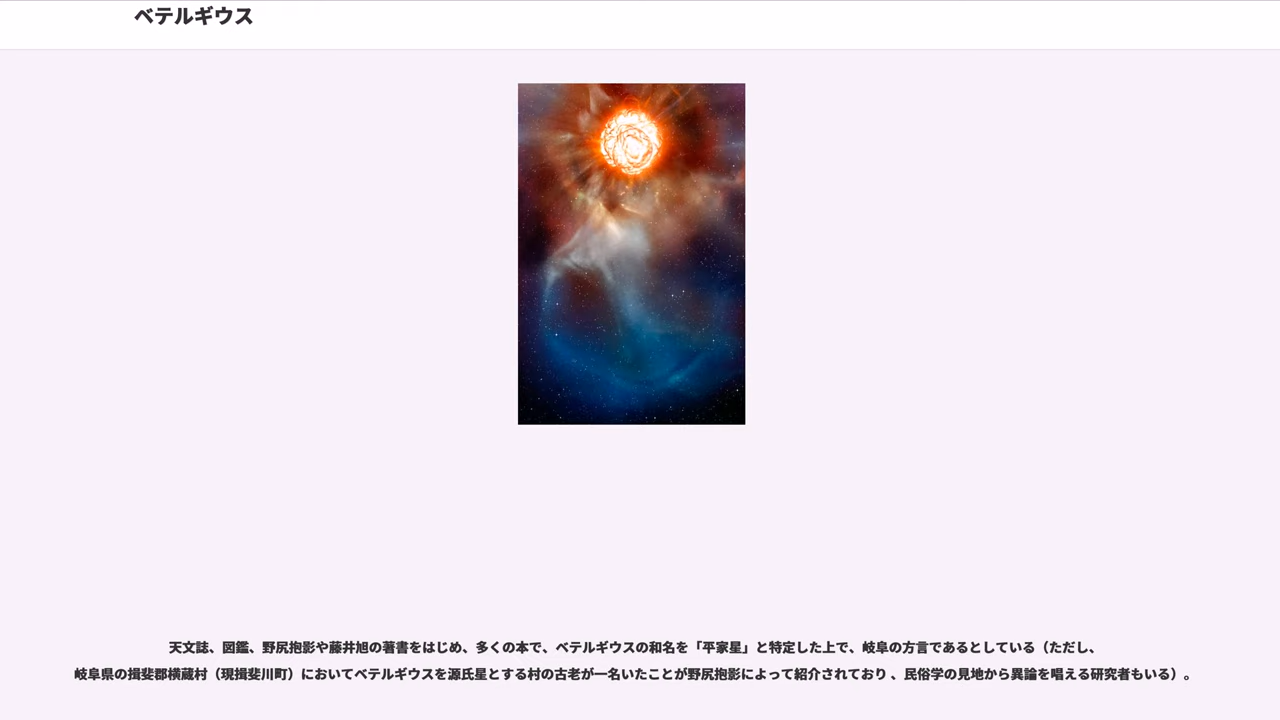 ベテルギウス
天文誌、図鑑、野尻抱影や藤井旭の著書をはじめ、多くの本で、ベテルギウスの和名を「平家星」と特定した上で、岐阜の方言であるとしている（ただし、
岐阜県の揖斐郡横蔵村（現揖斐川町）においてベテルギウスを源氏星とする村の古老が一名いたことが野尻抱影によって紹介されており 、民俗学の見地から異論を唱える研究者もいる）。